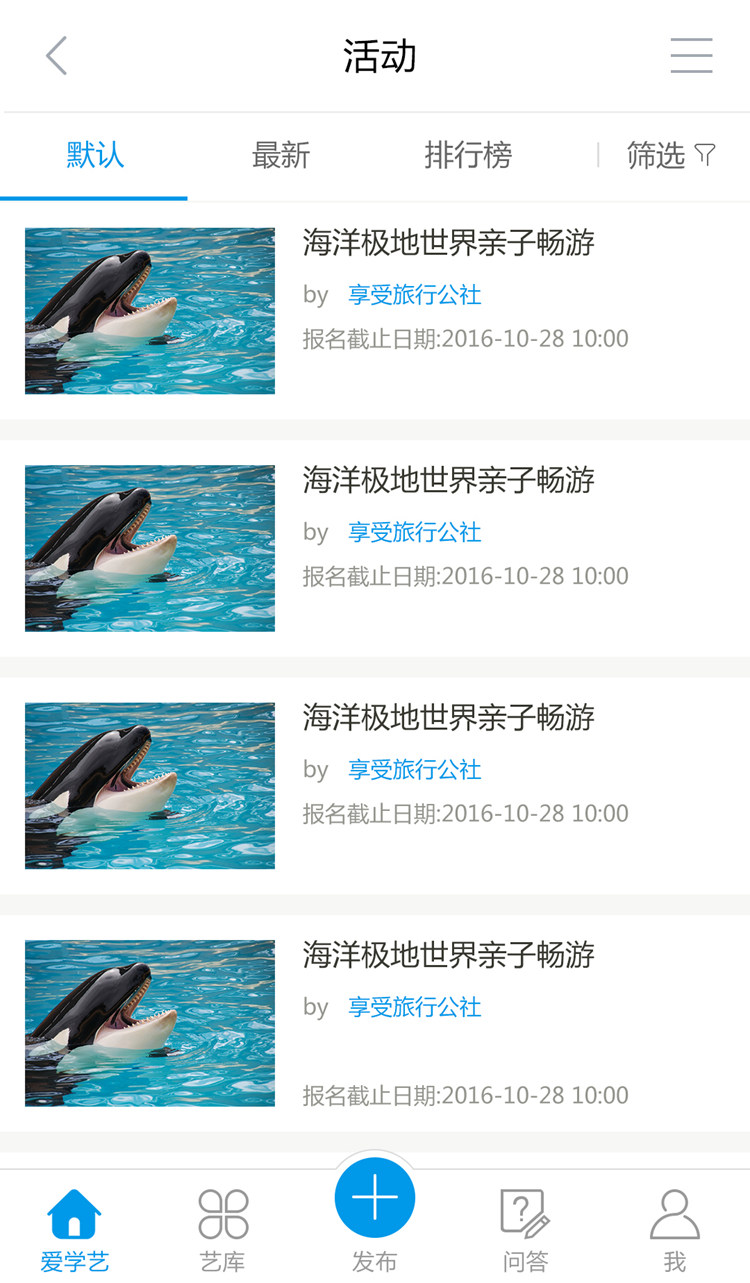 活动
默认 最新 排行榜 筛选
海洋极地世界亲子畅游
by 享受旅行公社
报名截止日期:2016-10-28 10:00
海洋极地世界亲子畅游
by 享受旅行公社
报名截止日期:2016-10-28 10:00
海洋极地世界亲子畅游
by 享受旅行公社
报名截止日期:2016-10-28 10:00
海洋极地世界亲子畅游
by 享受旅行公社
报名截止日期:2016-10-28 10:00
爱学艺 艺库 发布 问答 我